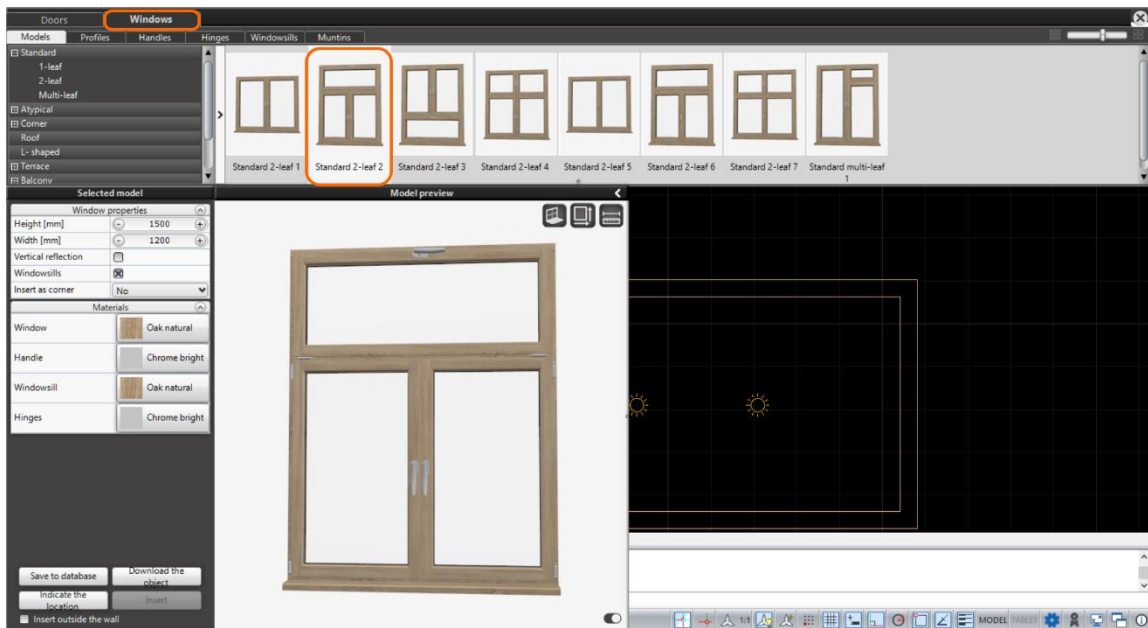 Doors Windows
Models Profiles Handles Hinges Windowsills Muntins
Standard
1-leaf
2-leaf
Multi-leaf
Atypical
Corner
Roof
L- shaped
Terrace
Balcony
Standard 2-leaf 1 Standard 2-leaf 2 Standard 2-leaf 3 Standard 2-leaf 4 Standard 2-leaf 5 Standard 2-leaf 6 Standard 2-leaf 7 Standard multi-leaf
1
Selected model
Model preview
Window properties
Height [mm] 1500
Width [mm] 1200
Vertical reflection
Windowsills
Insert as corner No
Materials
Window Oak natural
Handle Chrome bright
Windowsill Oak natural
Hinges Chrome bright
Save to database
Download the
object
Indicate the
location
Insert
Insert outside the wall
1:1 MODEL TABLET